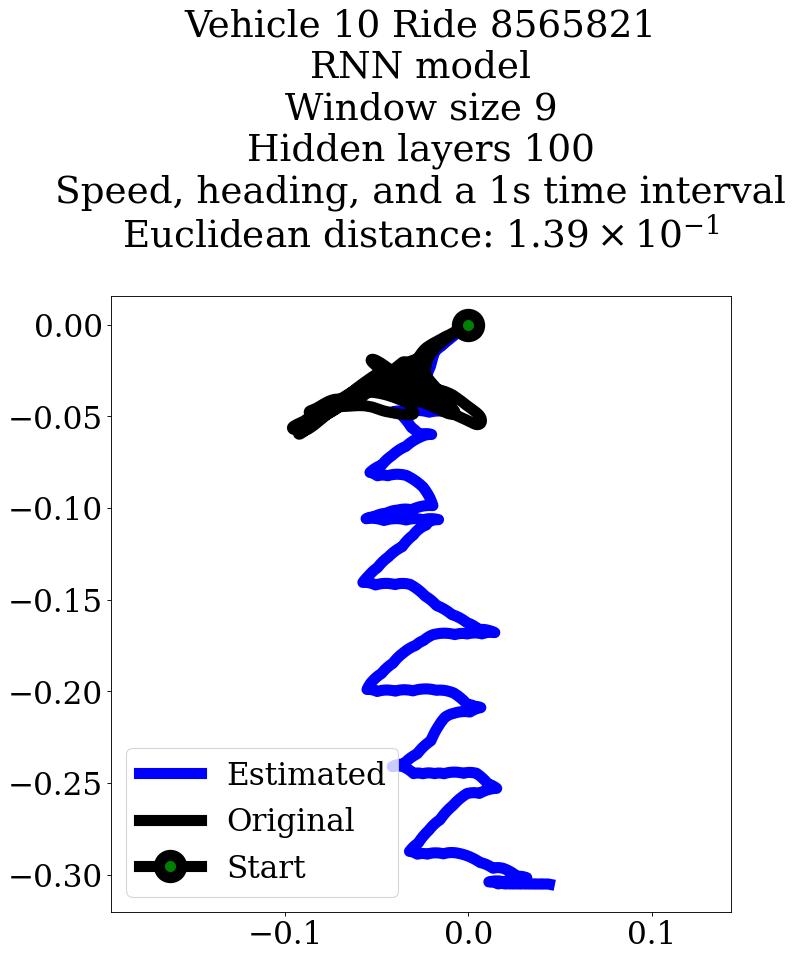 Vehicle 10 Ride 8565821
RNN model
Window size 9
Hidden layers 100
Speed, heading, and a 1s time interval
Euclidean distance: 1.39 × 10⁻¹
0.00
−0.05
−0.10
−0.15
−0.20
−0.25
−0.30
Estimated
Original
Start
−0.1
0.0
0.1